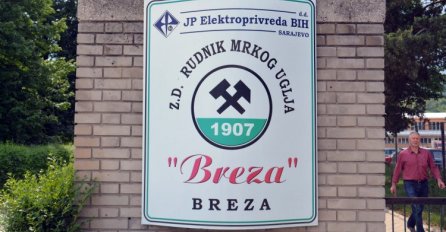 JP Elektroprivreda BIH
d.d.
SARAJEVO
Z.D. RUDNIK MRKOG UGLJA
1907
"Breza"
BREZA